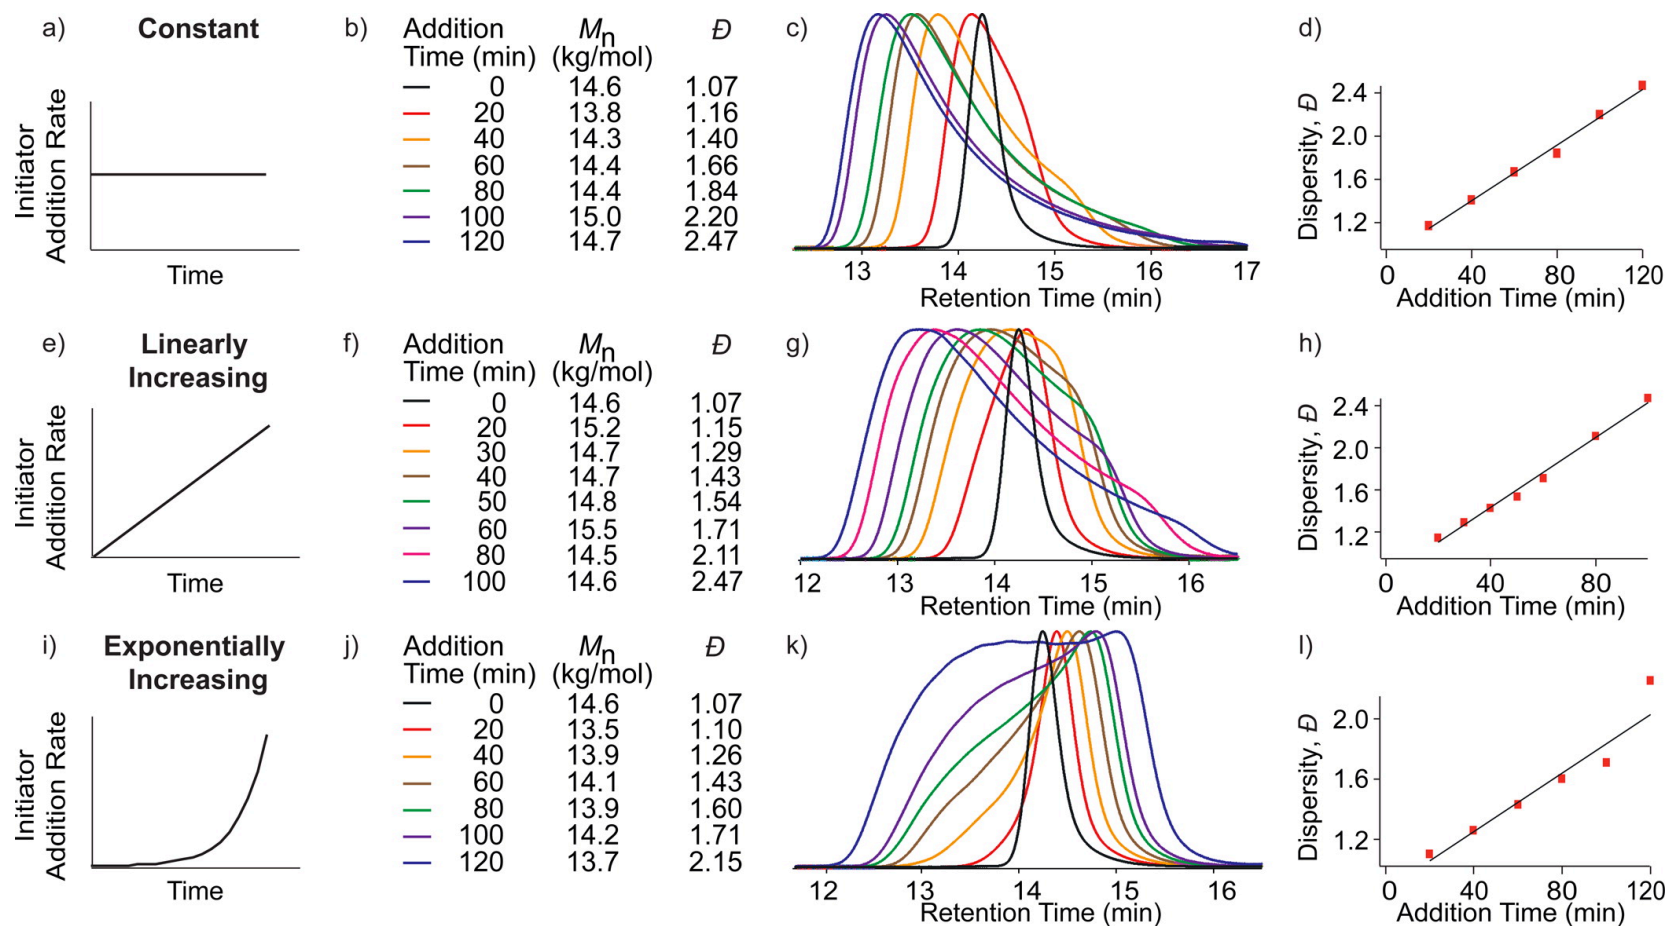 a) Constant
Initiator
Addition Rate
Time
b) Addition Mn Đ
Time (min) (kg/mol)
0 14.6 1.07
20 13.8 1.16
40 14.3 1.40
60 14.4 1.66
80 14.4 1.84
100 15.0 2.20
120 14.7 2.47
c)
13 14 15 16 17
Retention Time (min)
d)
Dispersity, Đ
2.4
2.0
1.6
1.2
0 40 80 120
Addition Time (min)
e) Linearly
Increasing
Initiator
Addition Rate
Time
f) Addition Mn Đ
Time (min) (kg/mol)
0 14.6 1.07
20 15.2 1.15
30 14.7 1.29
40 14.7 1.43
50 14.8 1.54
60 15.5 1.71
80 14.5 2.11
100 14.6 2.47
g)
12 13 14 15 16
Retention Time (min)
h)
Dispersity, Đ
2.4
2.0
1.6
1.2
0 40 80
Addition Time (min)
i) Exponentially
Increasing
Initiator
Addition Rate
Time
j) Addition Mn Đ
Time (min) (kg/mol)
0 14.6 1.07
20 13.5 1.10
40 13.9 1.26
60 14.1 1.43
80 13.9 1.60
100 14.2 1.71
120 13.7 2.15
k)
12 13 14 15 16
Retention Time (min)
l)
Dispersity, Đ
2.0
1.6
1.2
0 40 80 120
Addition Time (min)